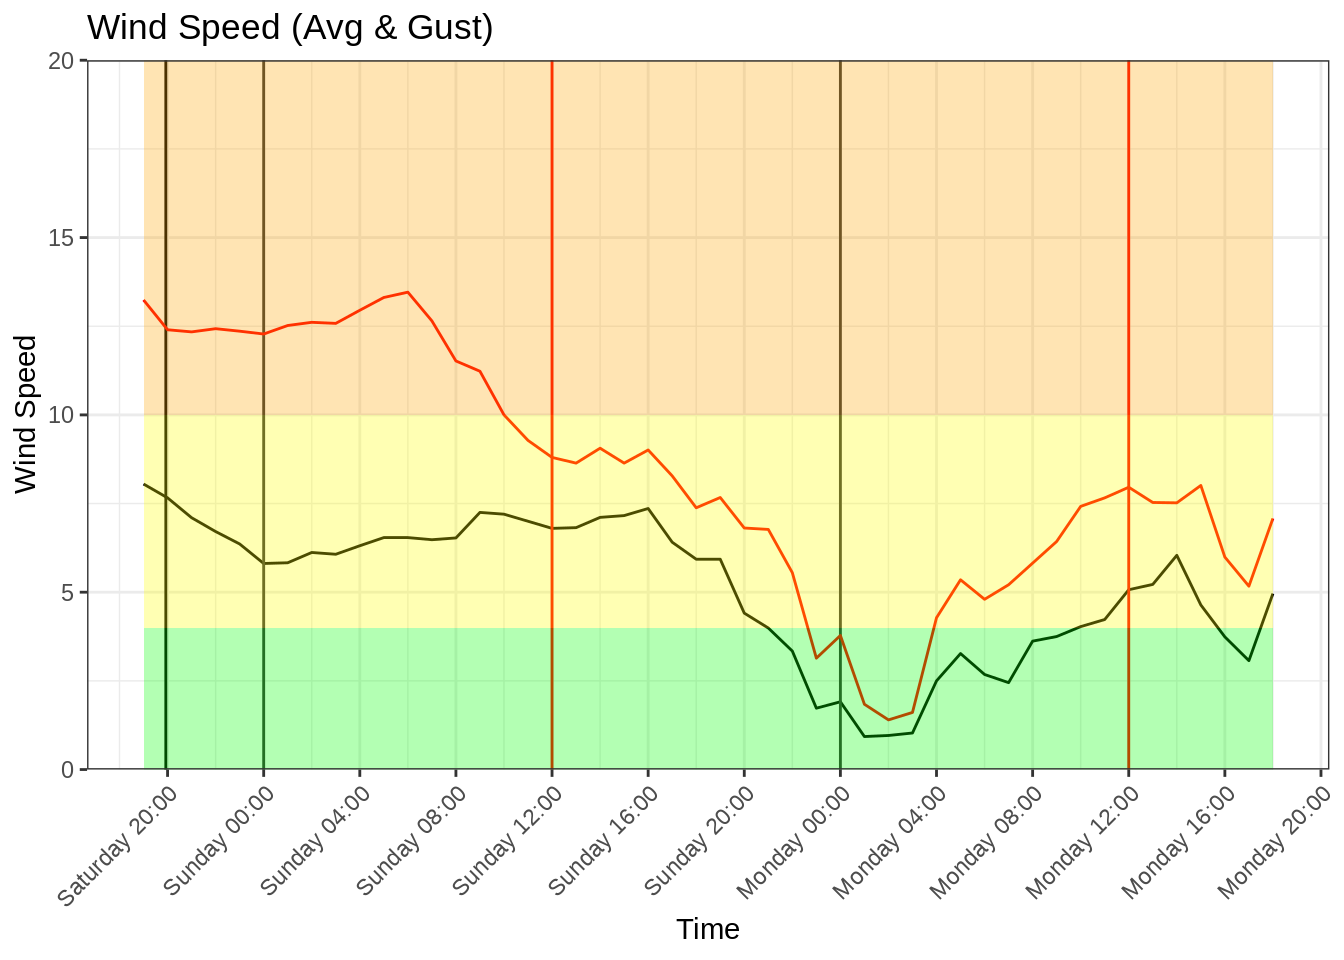 Wind Speed (Avg & Gust)
20
15
10
5
0
Wind Speed
Saturday 20:00
Sunday 00:00
Sunday 04:00
Sunday 08:00
Sunday 12:00
Sunday 16:00
Sunday 20:00
Monday 00:00
Monday 04:00
Monday 08:00
Monday 12:00
Monday 16:00
Monday 20:00
Time